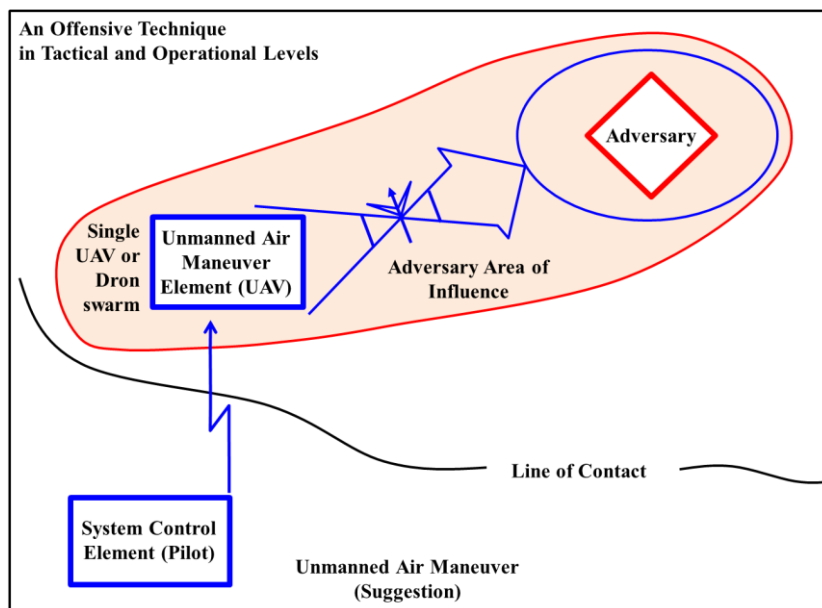 An Offensive Technique
in Tactical and Operational Levels
Adversary
Single
UAV or
Dron
swarm
Unmanned Air
Maneuver
Element (UAV)
Adversary Area of
Influence
Line of Contact
System Control
Element (Pilot)
Unmanned Air Maneuver
(Suggestion)